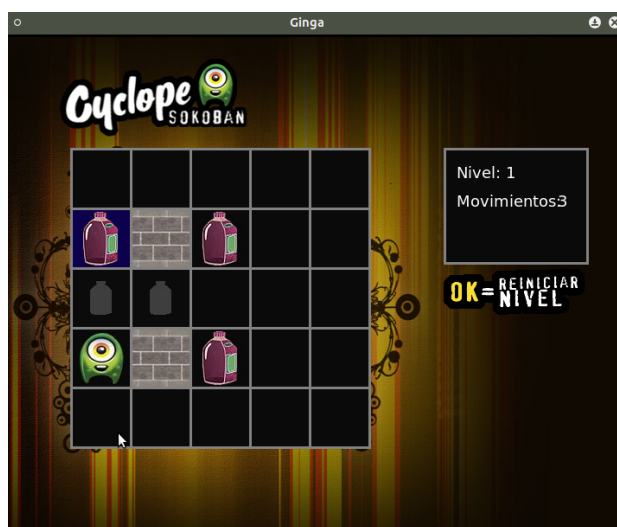 Ginga
Cyclope
SOKOBAN
Nivel: 1
Movimientos:3
OK=REINICIAR
NIVEL